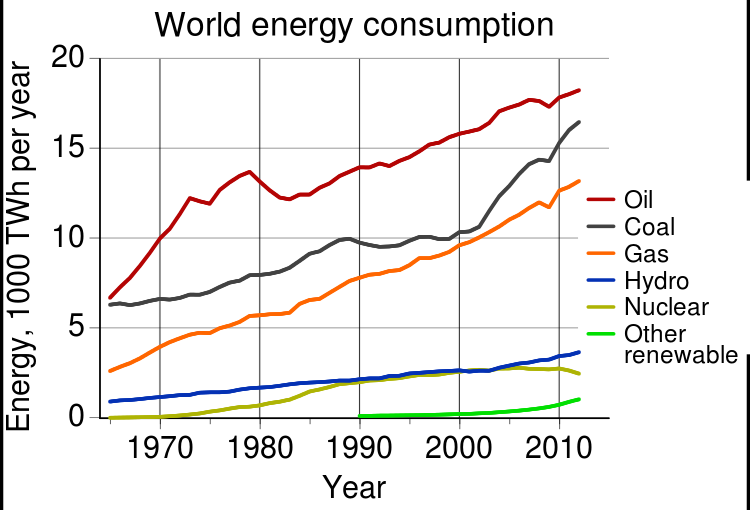 World energy consumption
Energy, 1000 TWh per year
20
15
10
5
0
1970 1980 1990 2000 2010
Year
Oil
Coal
Gas
Hydro
Nuclear
Other
renewable